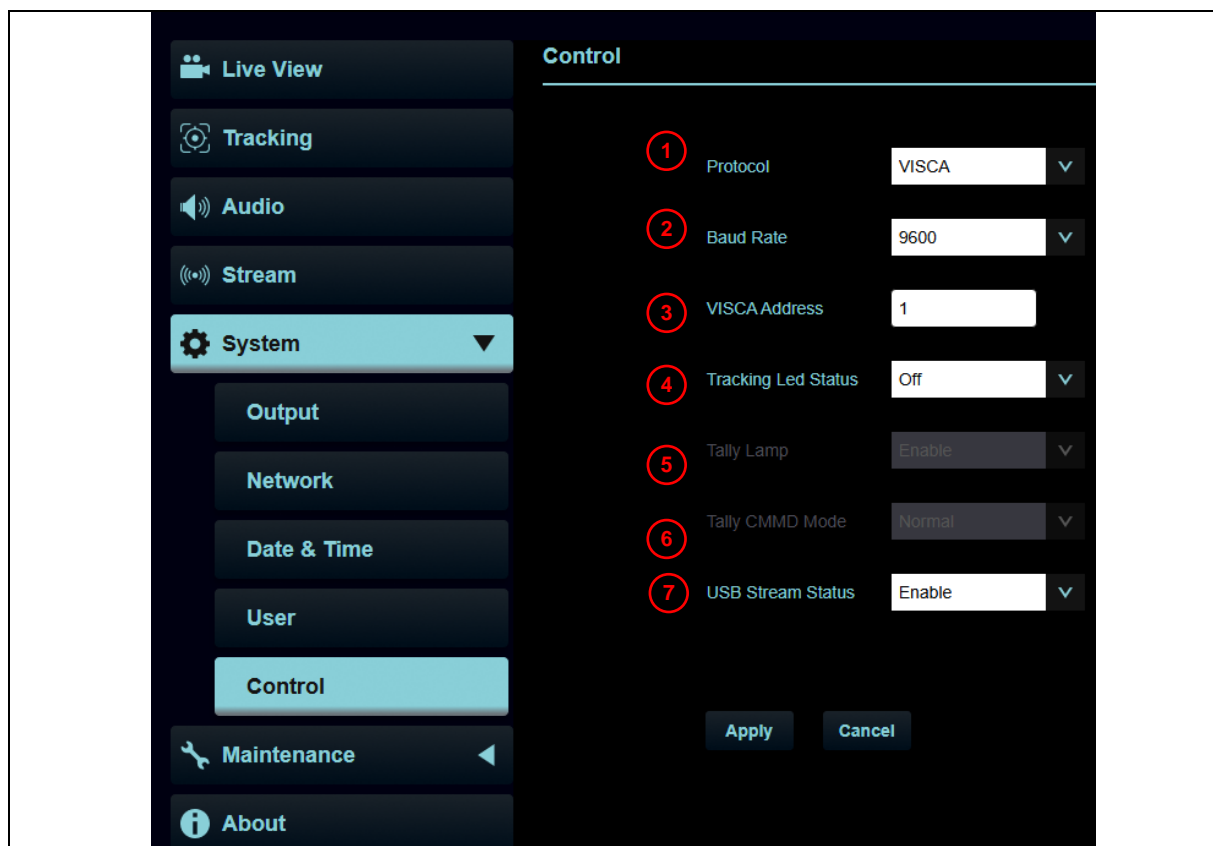 Live View
Tracking
Audio
Stream
System
Output
Network
Date & Time
User
Control
Maintenance
About
Control
1 Protocol VISCA
2 Baud Rate 9600
3 VISCA Address 1
4 Tracking Led Status Off
5 Tally Lamp Enable
6 Tally CMMD Mode Normal
7 USB Stream Status Enable
Apply Cancel